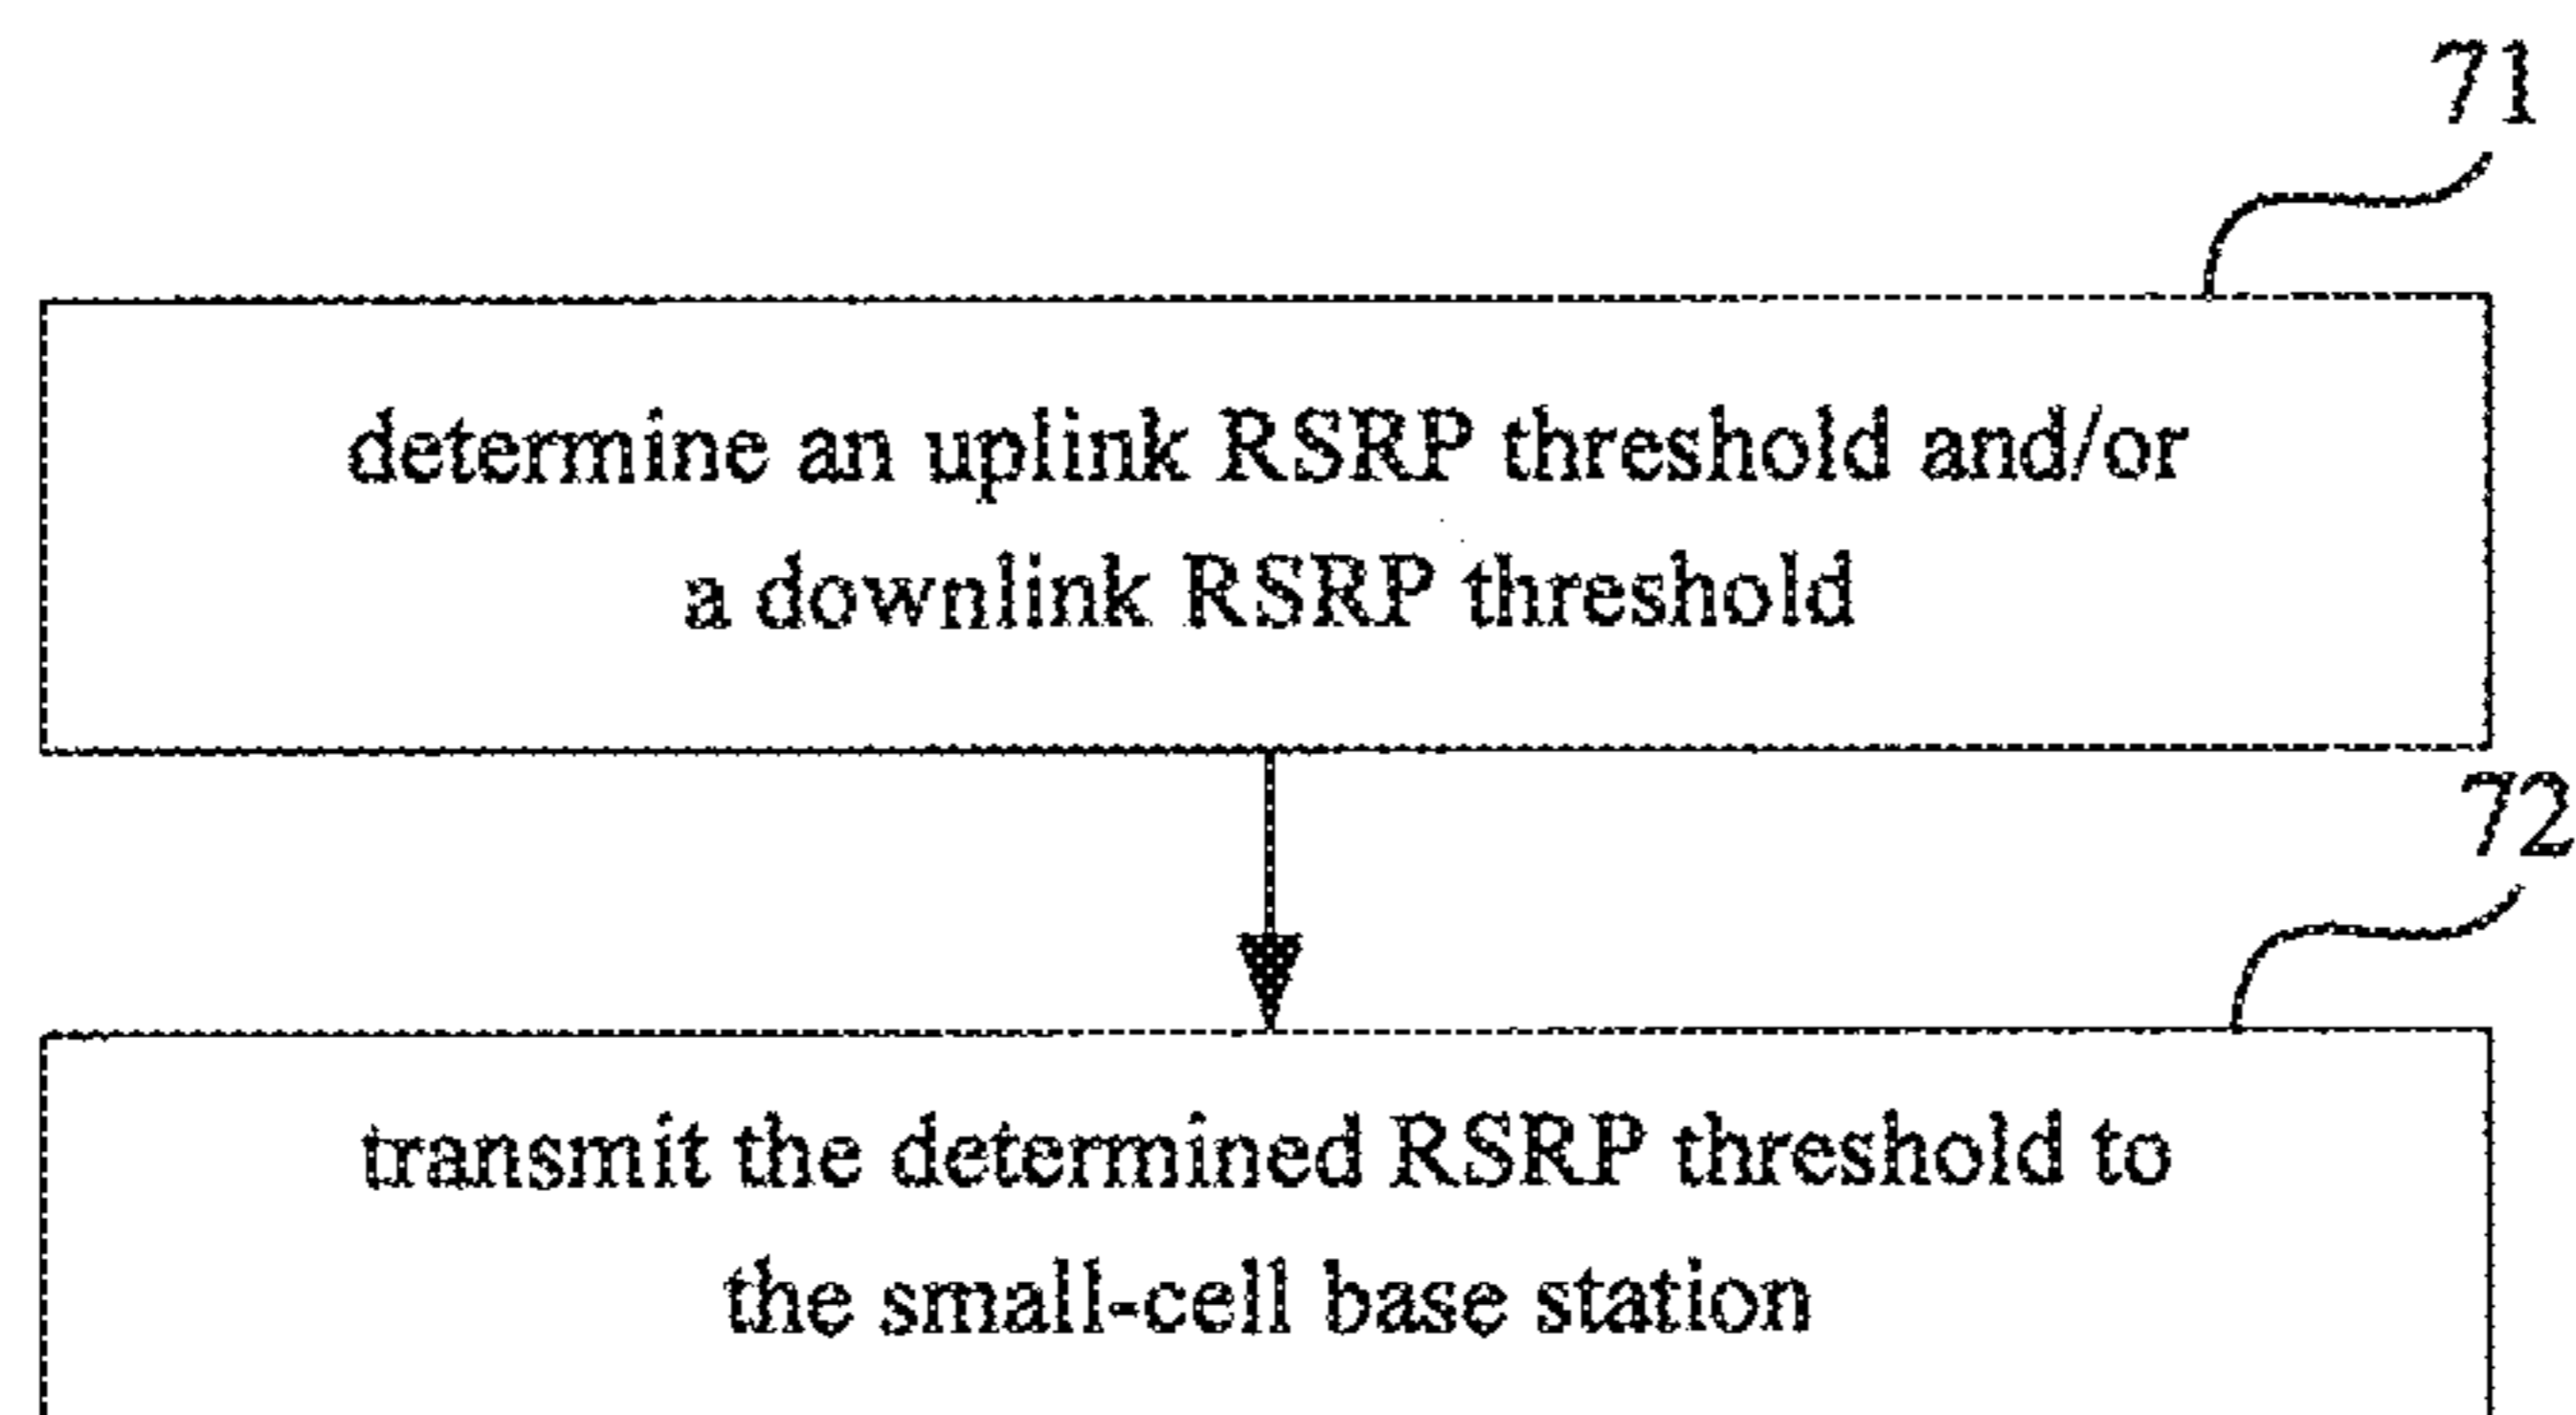 71
determine an uplink RSRP threshold and/or
a downlink RSRP threshold
72
transmit the determined RSRP threshold to
the small-cell base station